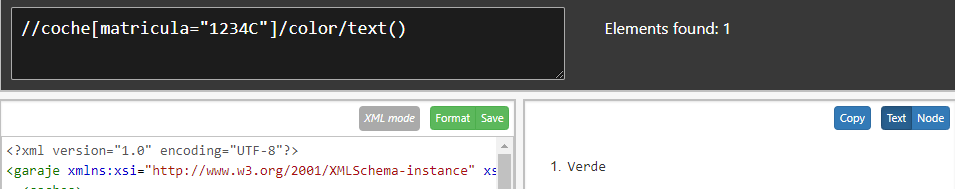 //coche[matricula="1234C"]/color/text()
Elements found: 1
XML mode
Format
Save
Copy
Text
Node
<?xml version="1.0" encoding="UTF-8"?>
<garaje xmlns:xsi="http://www.w3.org/2001/XMLSchema-instance" xs
1. Verde